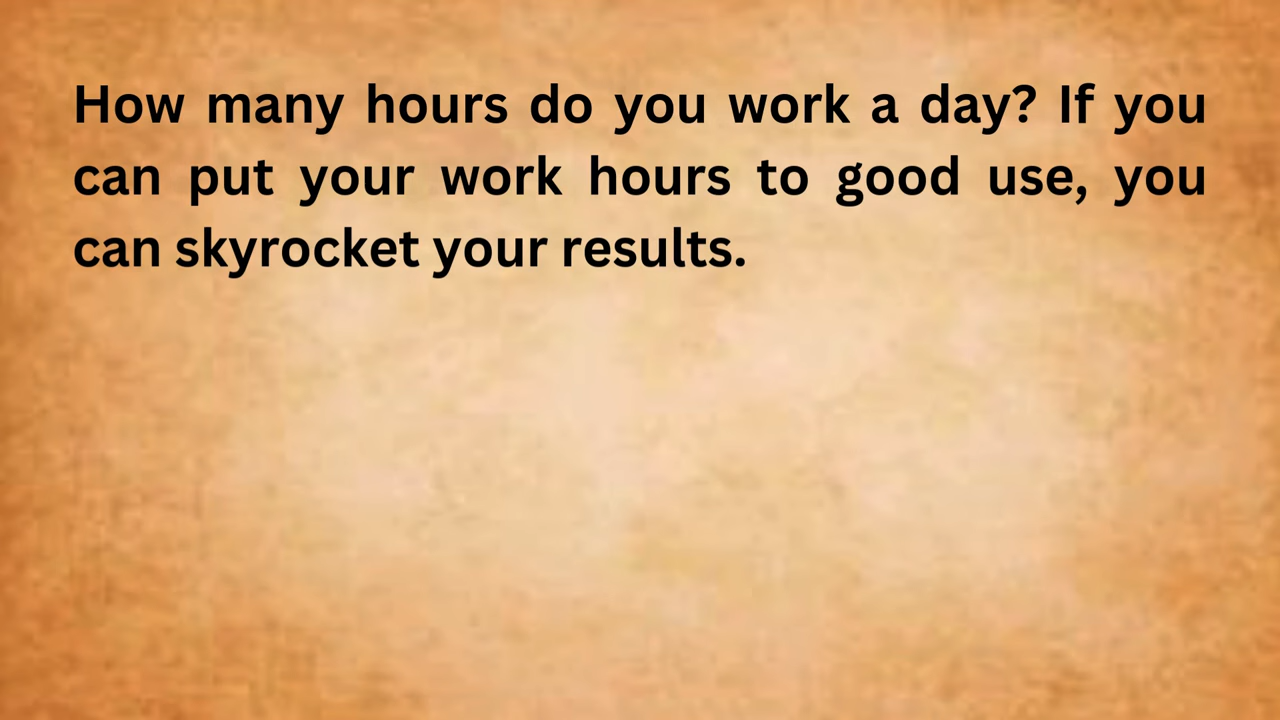 How many hours do you work a day? If you
can put your work hours to good use, you
can skyrocket your results.